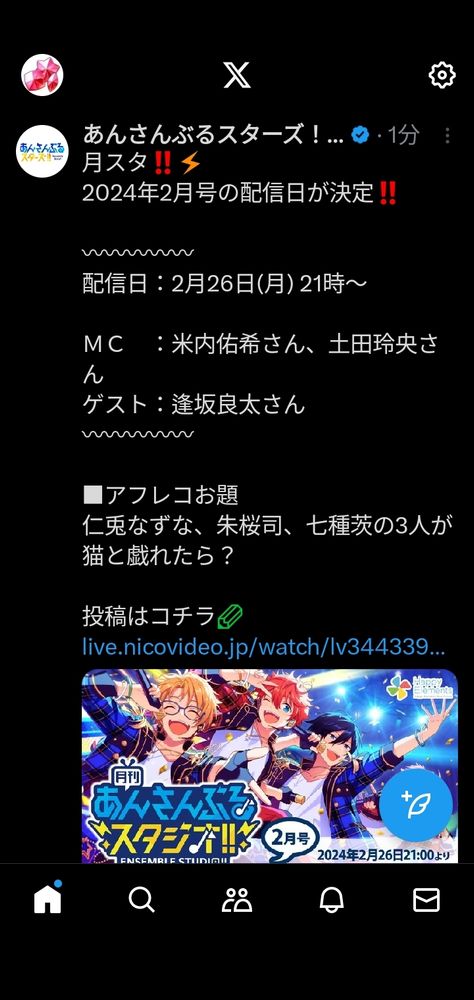 あんさんぶるスターズ！... · 1分
月スタ‼️⚡
2024年2月号の配信日が決定‼️
〰〰〰〰〰〰
配信日：2月26日(月) 21時〜
ＭＣ　：米内佑希さん、土田玲央さ
ん
ゲスト：逢坂良太さん
〰〰〰〰〰〰
■アフレコお題
仁兎なずな、朱桜司、七種茨の3人が
猫と戯れたら？
投稿はコチラ
live.nicovideo.jp/watch/lv344339...
Happy Elements
月刊
あんさんぶる
スタジオ!!
ENSEMBLE STUDIO!!
2月号
2024年2月26日21:00より